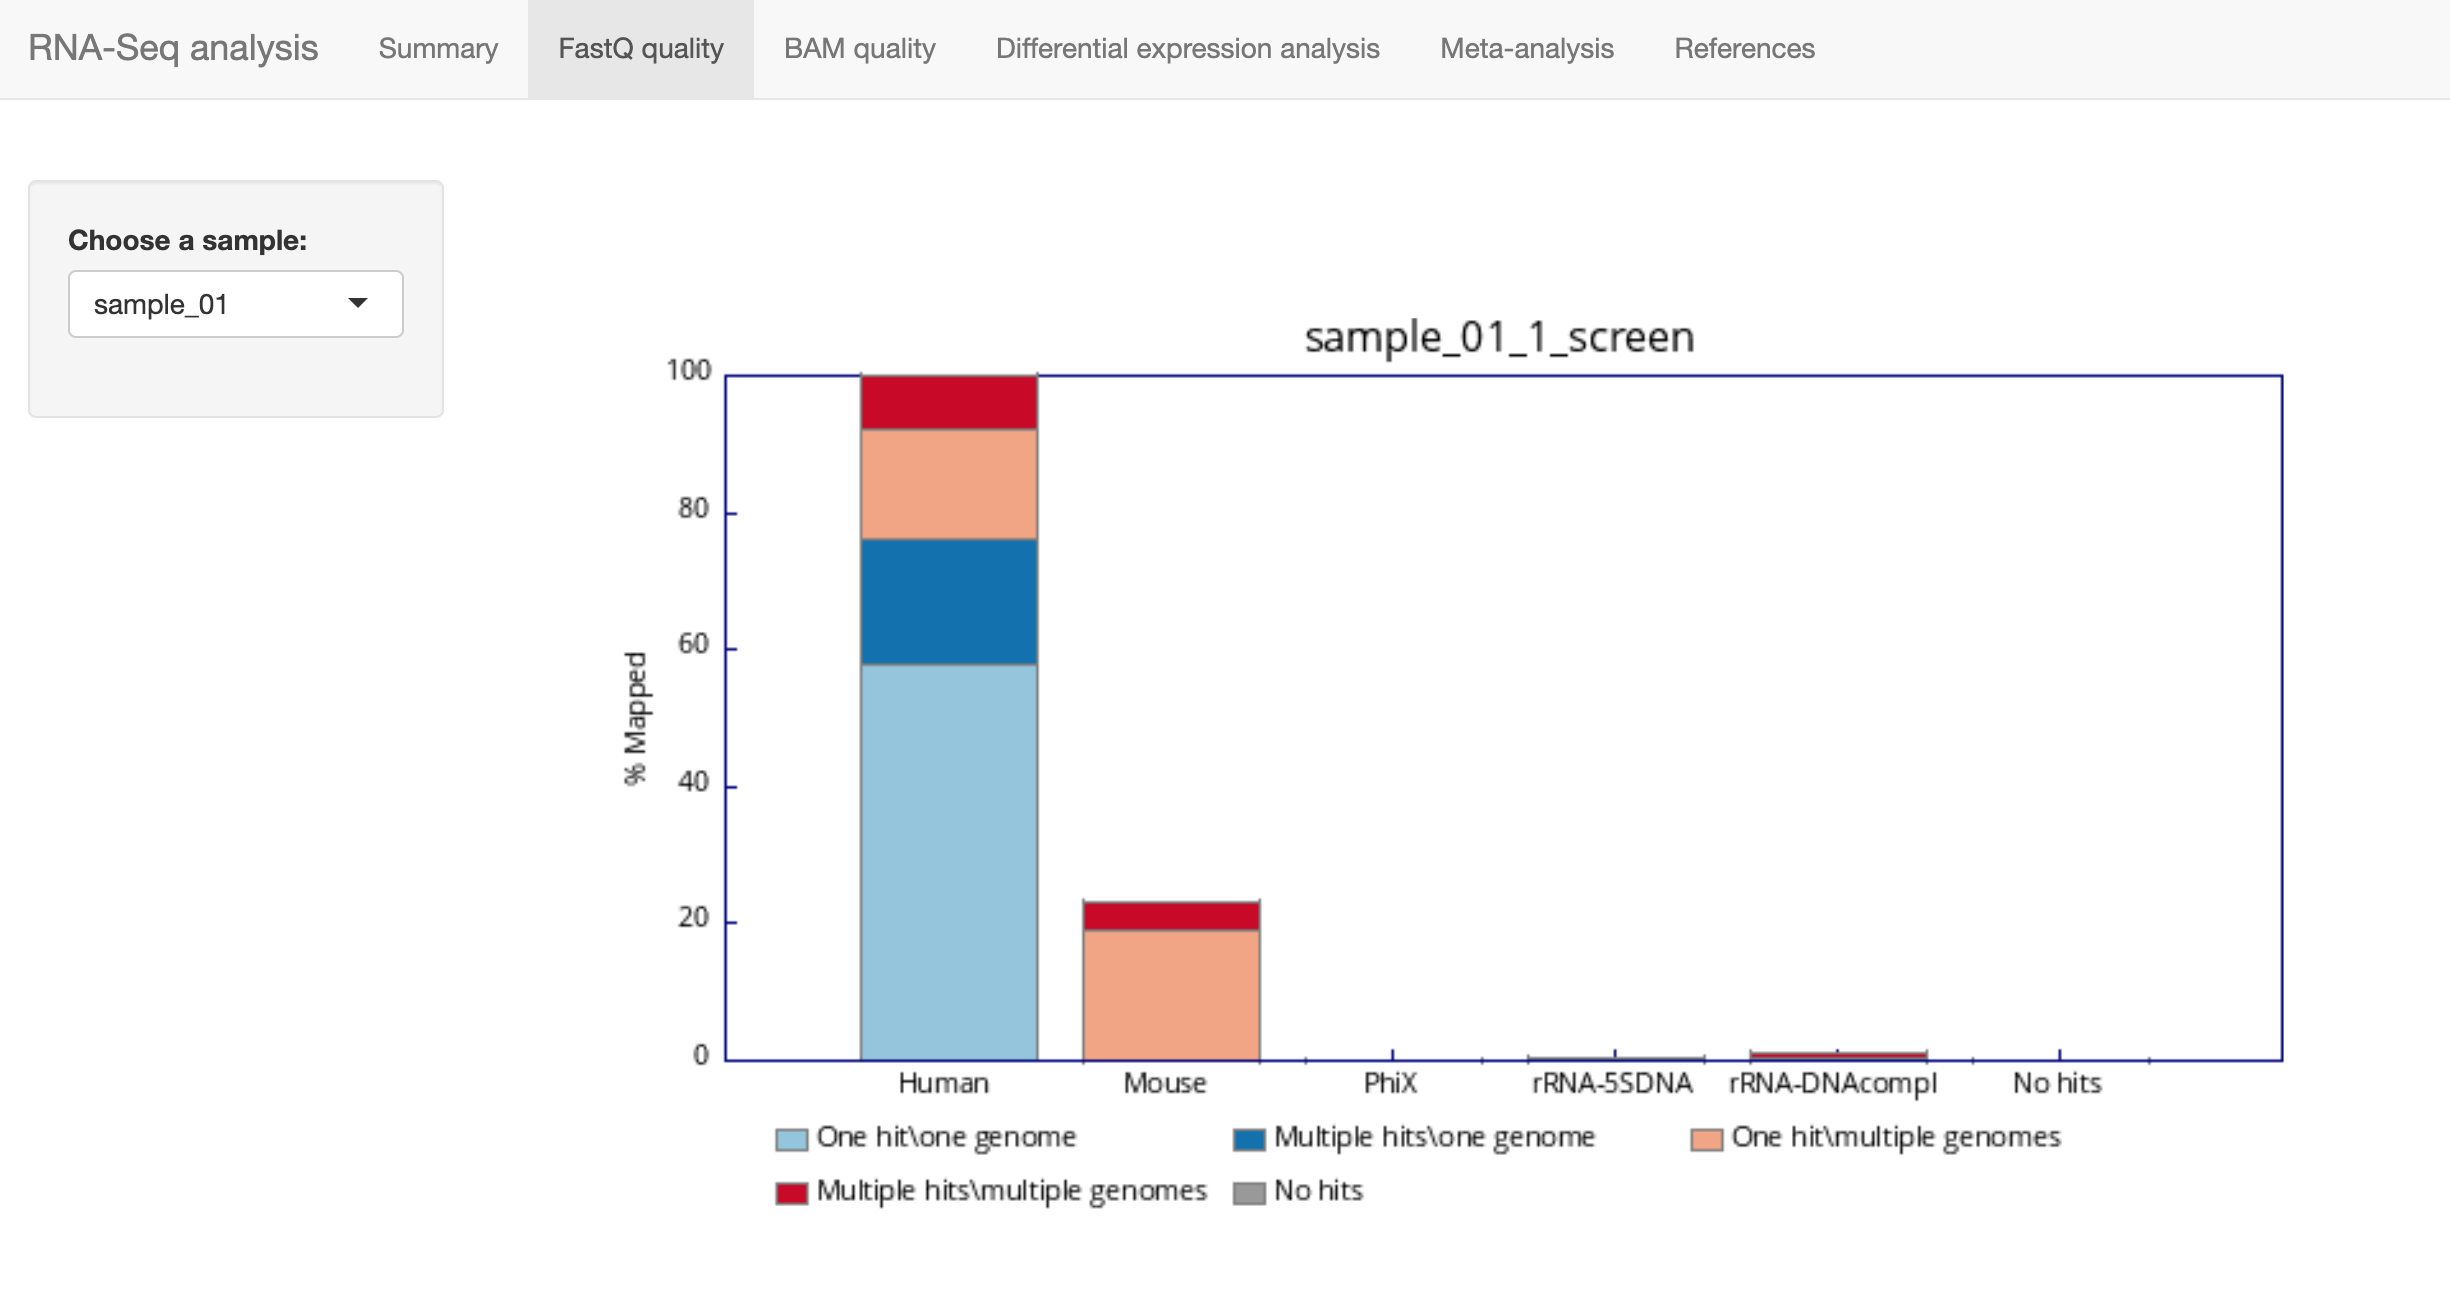 RNA-Seq analysis Summary FastQ quality BAM quality Differential expression analysis Meta-analysis References
Choose a sample:
sample_01
sample_01_1_screen
100
80
60
40
20
0
% Mapped
Human Mouse PhiX rRNA-5SDNA rRNA-DNAcompl No hits
One hit\one genome Multiple hits\one genome One hit\multiple genomes
Multiple hits\multiple genomes No hits